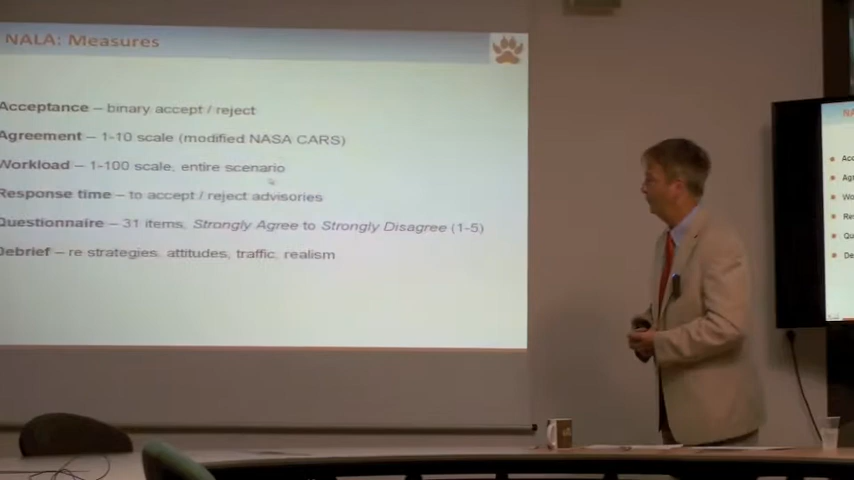 NALA: Measures
Acceptance – binary accept / reject
Agreement – 1-10 scale (modified NASA CARS)
Workload – 1-100 scale, entire scenario
Response time – to accept / reject advisories
Questionnaire – 31 items, Strongly Agree to Strongly Disagree (1-5)
Debrief – re strategies, attitudes, traffic, realism